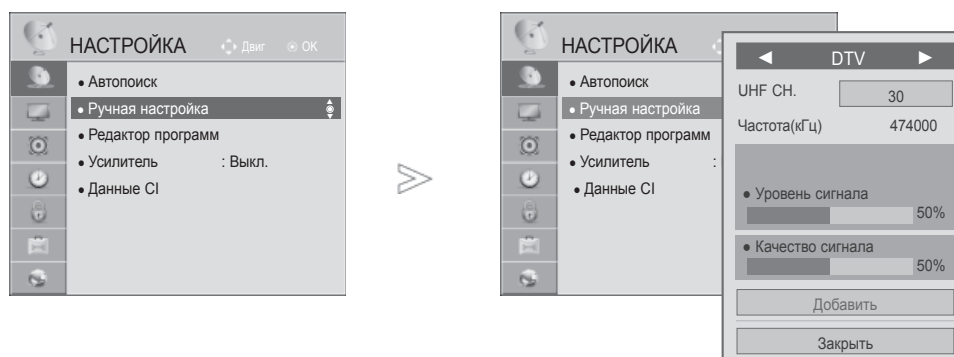 НАСТРОЙКА Двиг OK
• Автопоиск
• Ручная настройка
• Редактор программ
• Усилитель : Выкл.
• Данные CI
НАСТРОЙКА
• Автопоиск
• Ручная настройка
• Редактор программ
• Усилитель :
• Данные CI
◄ DTV ►
UHF CH. 30
Частота(кГц) 474000
• Уровень сигнала
50%
• Качество сигнала
50%
Добавить
Закрыть